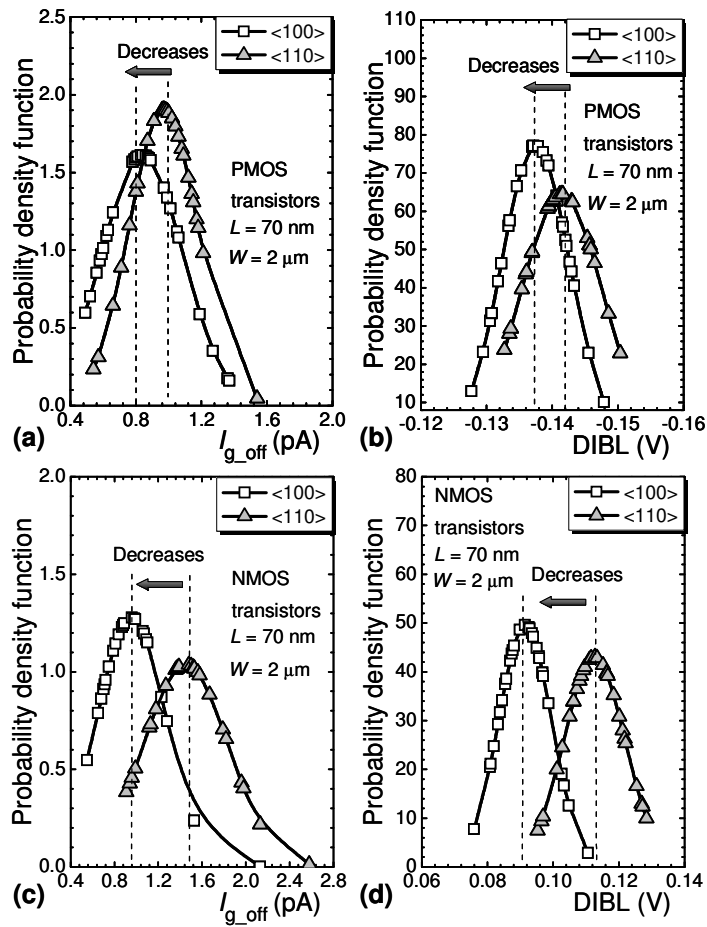 2.5
2.0
1.5
1.0
0.5
0.0
Probability density function
Decreases
<100>
<110>
PMOS
transistors
L = 70 nm
W = 2 μm
0.4 0.8 1.2 1.6 2.0
(a)
I_g_off (pA)
110
100
90
80
70
60
50
40
30
20
10
Probability density function
Decreases
<100>
<110>
PMOS
transistors
L = 70 nm
W = 2 μm
-0.12 -0.13 -0.14 -0.15 -0.16
(b)
DIBL (V)
2.0
1.5
1.0
0.5
0.0
Probability density function
Decreases
<100>
<110>
NMOS
transistors
L = 70 nm
W = 2 μm
0.4 0.8 1.2 1.6 2.0 2.4 2.8
(c)
I_g_off (pA)
80
70
60
50
40
30
20
10
0
Probability density function
NMOS
transistors
L = 70 nm
W = 2 μm
<100>
<110>
Decreases
0.06 0.08 0.10 0.12 0.14
(d)
DIBL (V)